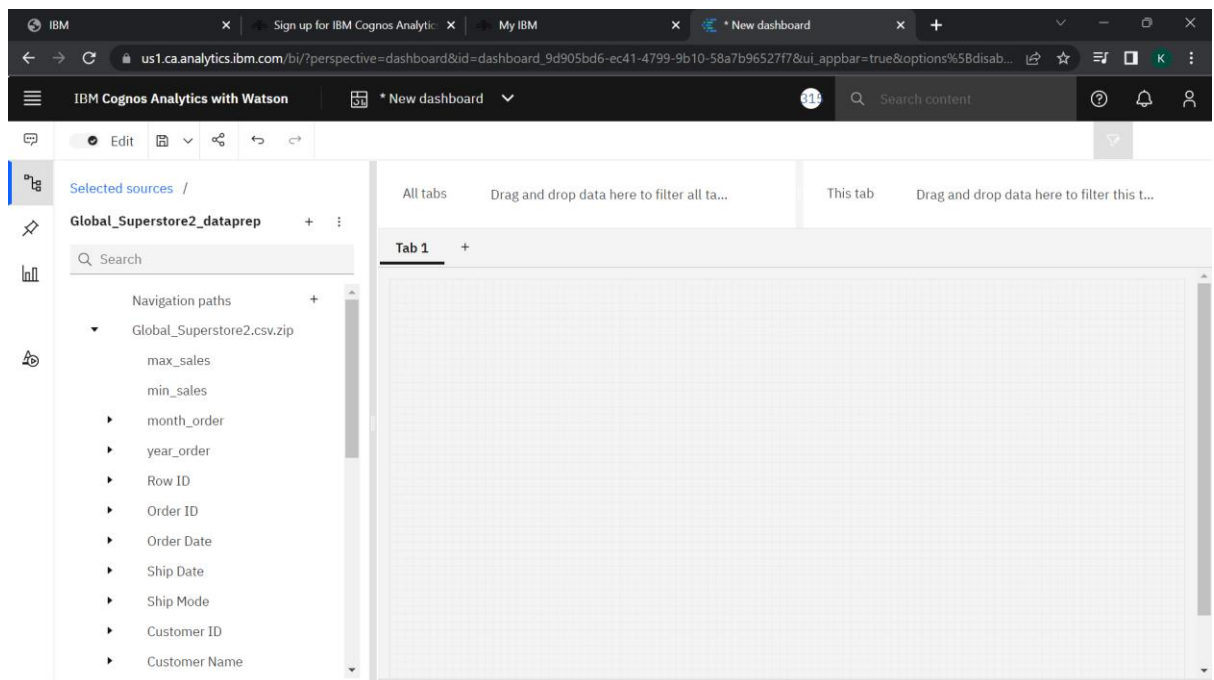 IBM
Sign up for IBM Cognos Analytic
My IBM
* New dashboard
us1.ca.analytics.ibm.com/bi/?perspective=dashboard&id=dashboard_9d905bd6-ec41-4799-9b10-58a7b96527f7&ui_appbar=true&options%5Bdisab...
K
IBM Cognos Analytics with Watson
* New dashboard
Search content
Edit
Selected sources /
Global_Superstore2_dataprep
Search
Navigation paths
Global_Superstore2.csv.zip
max_sales
min_sales
month_order
year_order
Row ID
Order ID
Order Date
Ship Date
Ship Mode
Customer ID
Customer Name
All tabs Drag and drop data here to filter all ta...
This tab Drag and drop data here to filter this t...
Tab 1